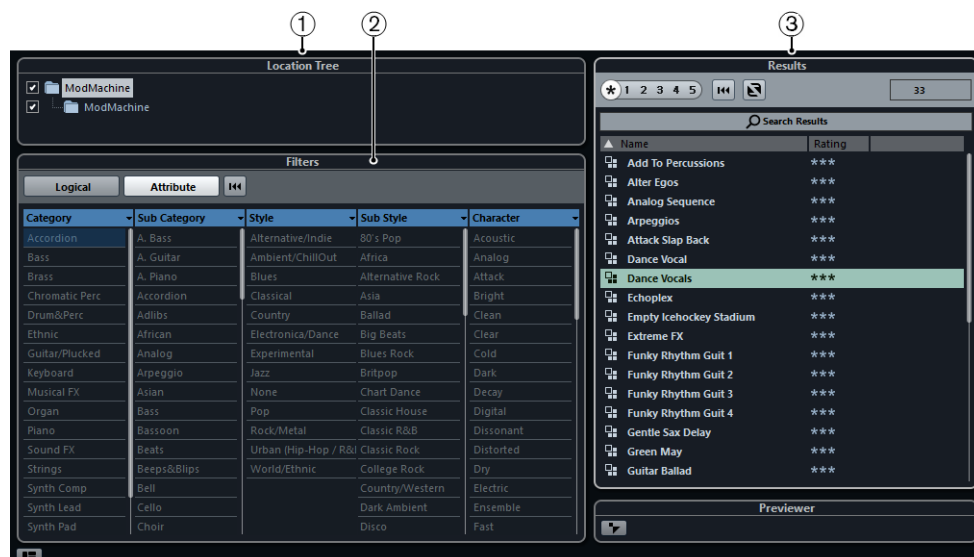 1 2 3
Location Tree
ModMachine
ModMachine
Filters
Logical Attribute
Category Sub Category Style Sub Style Character
Accordion A. Bass Alternative/Indie 80's Pop Acoustic
Bass A. Guitar Ambient/ChillOut Africa Analog
Brass A. Piano Blues Alternative Rock Attack
Chromatic Perc Accordion Classical Asia Bright
Drum&Perc Adlibs Country Ballad Clean
Ethnic African Electronica/Dance Big Beats Clear
Guitar/Plucked Analog Experimental Blues Rock Cold
Keyboard Arpeggio Jazz Britpop Dark
Musical FX Asian None Chart Dance Decay
Organ Bass Pop Classic House Digital
Piano Bassoon Rock/Metal Classic R&B Dissonant
Sound FX Beats Urban (Hip-Hop / R&B Classic Rock Distorted
Strings Beeps&Blips World/Ethnic College Rock Dry
Synth Comp Bell Country/Western Electric
Synth Lead Cello Dark Ambient Ensemble
Synth Pad Choir Disco Fast
Results
* 1 2 3 4 5 33
Search Results
Name Rating
Add To Percussions ***
Alter Egos ***
Analog Sequence ***
Arpeggios ***
Attack Slap Back ***
Dance Vocal ***
Dance Vocals ***
Echoplex ***
Empty Icehockey Stadium ***
Extreme FX ***
Funky Rhythm Guit 1 ***
Funky Rhythm Guit 2 ***
Funky Rhythm Guit 3 ***
Funky Rhythm Guit 4 ***
Gentle Sax Delay ***
Green May ***
Guitar Ballad ***
Previewer